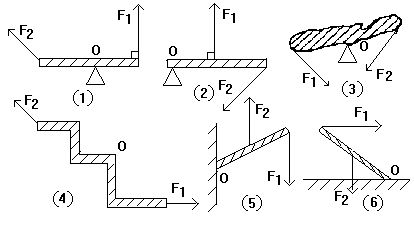 F₂ O F₁ O F₁ F₂ O F₁ F₂
(1) (2) (3)
F₂ O F₁ F₂ O F₁ F₁ F₂ O
(4) (5) (6)